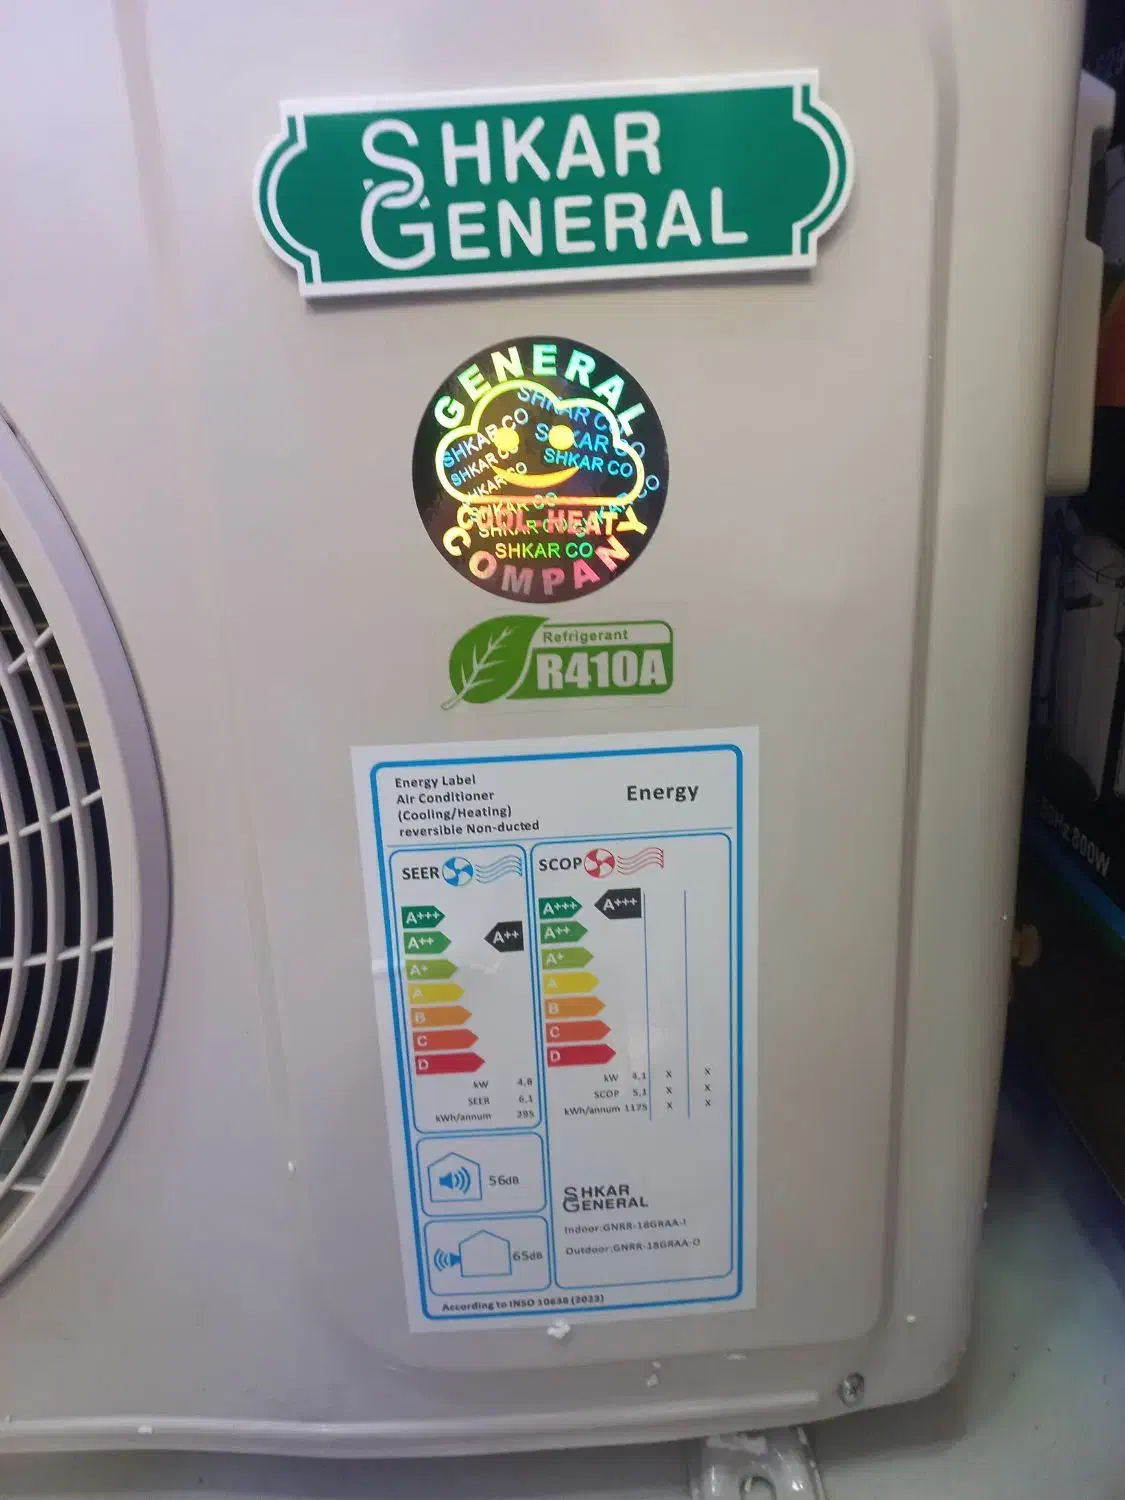 SHKAR
GENERAL
GENERAL
SHKAR CO
SHKAR CO
SHKAR CO
COOL-HEAT
SHKAR CO
COMPANY
Refrigerant
R410A
Energy Label
Air Conditioner
(Cooling/Heating)
reversible Non-ducted
Energy
SEER
A+++
A++ A++
A+
A
B
C
D
kW 4,8
SEER 6,1
kWh/annum 295
SCOP
A+++ A+++
A++
A+
A
B
C
D
kW 4,1 X X
SCOP 5,1 X X
kWh/annum 1175 X X
56dB
65dB
SHKAR
GENERAL
Indoor:GNRR-18GRAA-I
Outdoor:GNRR-18GRAA-O
According to INSO 10638 (2023)